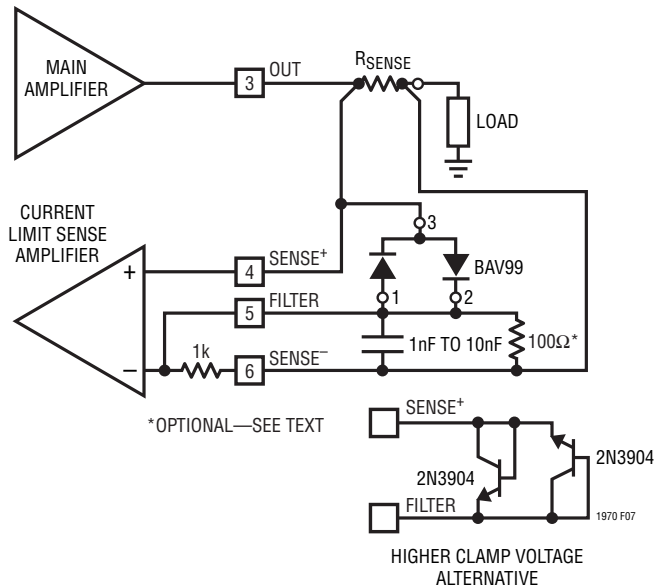 MAIN
AMPLIFIER
3
OUT
RSENSE
LOAD
CURRENT
LIMIT SENSE
AMPLIFIER
+
4
SENSE+
3
BAV99
5
FILTER
1
2
1nF TO 10nF
100Ω*
–
1k
6
SENSE–
*OPTIONAL—SEE TEXT
SENSE+
2N3904
2N3904
FILTER
1970 F07
HIGHER CLAMP VOLTAGE
ALTERNATIVE